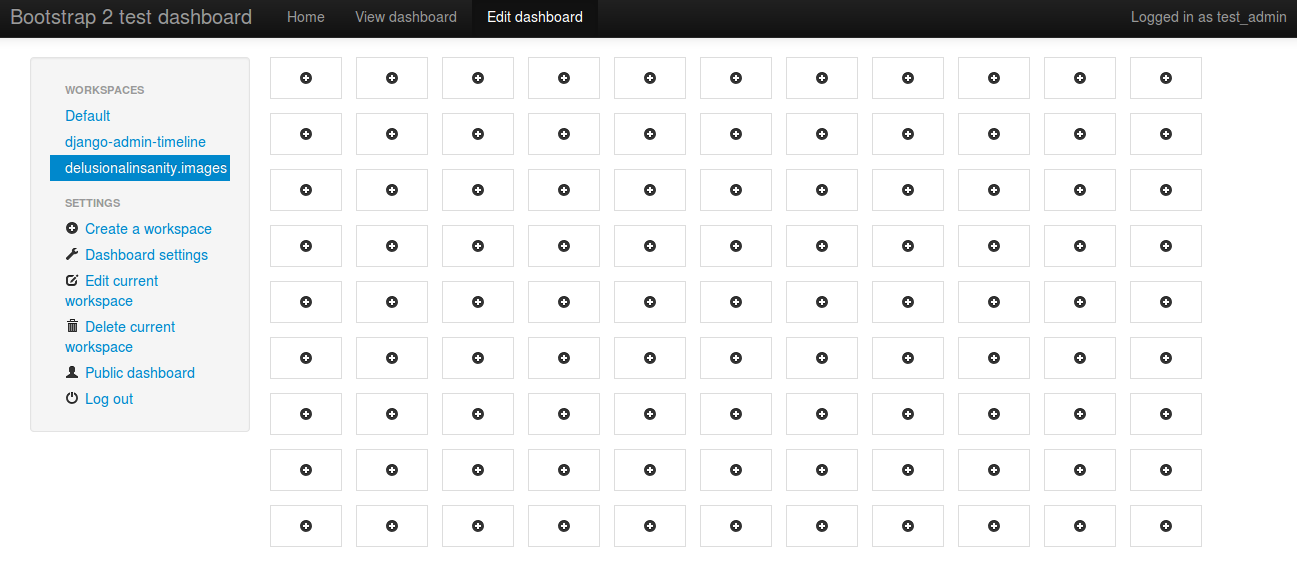 Bootstrap 2 test dashboard Home View dashboard Edit dashboard Logged in as test_admin
WORKSPACES
Default
django-admin-timeline
delusionalinsanity.images
SETTINGS
Create a workspace
Dashboard settings
Edit current
workspace
Delete current
workspace
Public dashboard
Log out